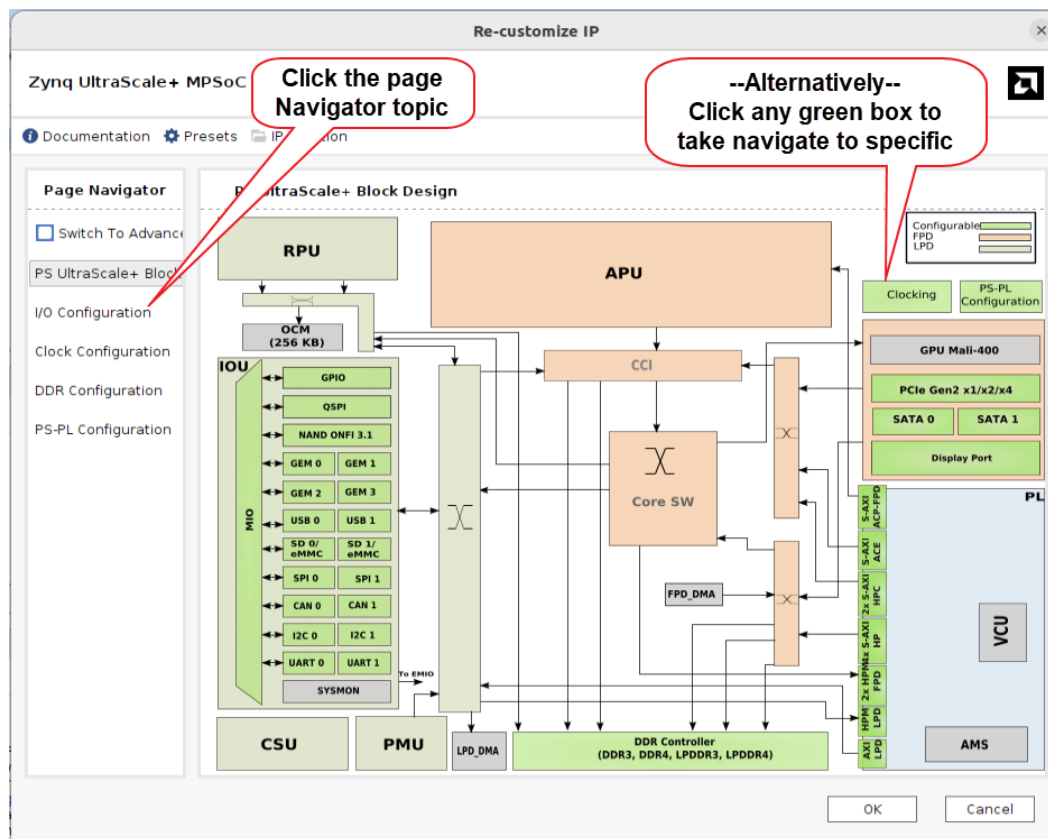 Re-customize IP
Zynq UltraScale+ MPSoC
Click the page
Navigator topic
--Alternatively--
Click any green box to
take navigate to specific
Documentation
Presets
IP
Page Navigator
Switch To Advance
PS UltraScale+ Block
I/O Configuration
Clock Configuration
DDR Configuration
PS-PL Configuration
UltraScale+ Block Design
Configurable
FPD
LPD
RPU
APU
Clocking
PS-PL
Configuration
OCM
(256 KB)
CCI
GPU Mali-400
PCIe Gen2 x1/x2/x4
SATA 0
SATA 1
Display Port
IOU
MIO
GPIO
QSPI
NAND ONFI 3.1
GEM 0
GEM 1
GEM 2
GEM 3
USB 0
USB 1
SD 0/
eMMC
SD 1/
eMMC
SPI 0
SPI 1
CAN 0
CAN 1
I2C 0
I2C 1
UART 0
UART 1
SYSMON
To EMIO
Core SW
FPD_DMA
PL
S-AXI
ACP-FPD
S-AXI
ACE
2x S-AXI
HPC
4x S-AXI
HP
2x HPM
FPD
HPM
LPD
AXI
LPD
VCU
AMS
CSU
PMU
LPD_DMA
DDR Controller
(DDR3, DDR4, LPDDR3, LPDDR4)
OK
Cancel